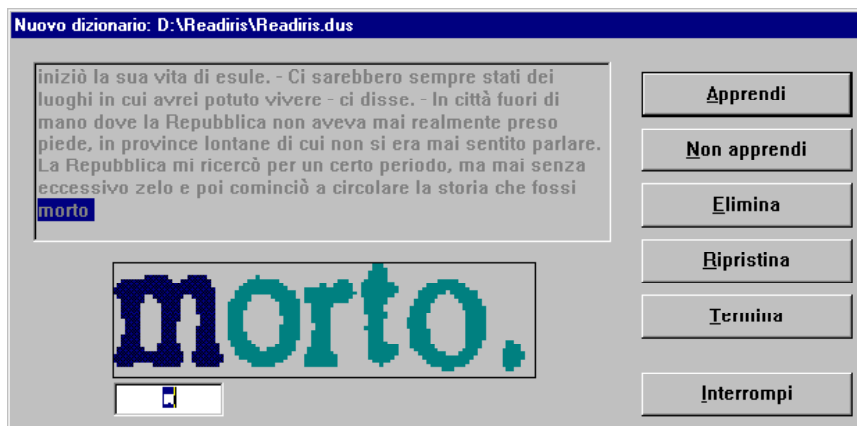 Nuovo dizionario: D:\Readiris\Readiris.dus
iniziò la sua vita di esule. - Ci sarebbero sempre stati dei
luoghi in cui avrei potuto vivere - ci disse. - In città fuori di
mano dove la Repubblica non aveva mai realmente preso
piede, in province lontane di cui non si era mai sentito parlare.
La Repubblica mi ricercò per un certo periodo, ma mai senza
eccessivo zelo e poi cominciò a circolare la storia che fossi
morto
morto.
Apprendi
Non apprendi
Elimina
Ripristina
Termina
Interrompi